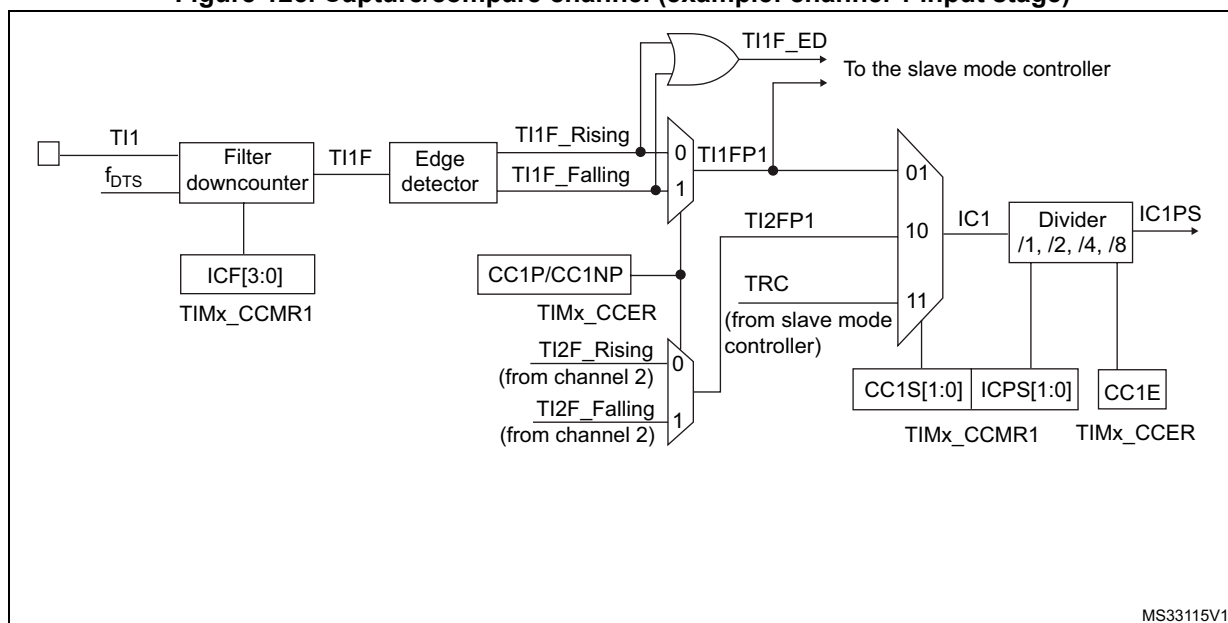 Figure 126. Capture/compare channel (example: channel 1 input stage)
TI1F_ED
To the slave mode controller
TI1
fDTS
Filter
downcounter
TI1F
Edge
detector
TI1F_Rising
TI1F_Falling
0
1
TI1FP1
01
TI2FP1
10
IC1
Divider
/1, /2, /4, /8
IC1PS
ICF[3:0]
TIMx_CCMR1
CC1P/CC1NP
TIMx_CCER
TRC
11
(from slave mode
controller)
TI2F_Rising
(from channel 2)
0
TI2F_Falling
(from channel 2)
1
CC1S[1:0]
ICPS[1:0]
CC1E
TIMx_CCMR1
TIMx_CCER
MS33115V1